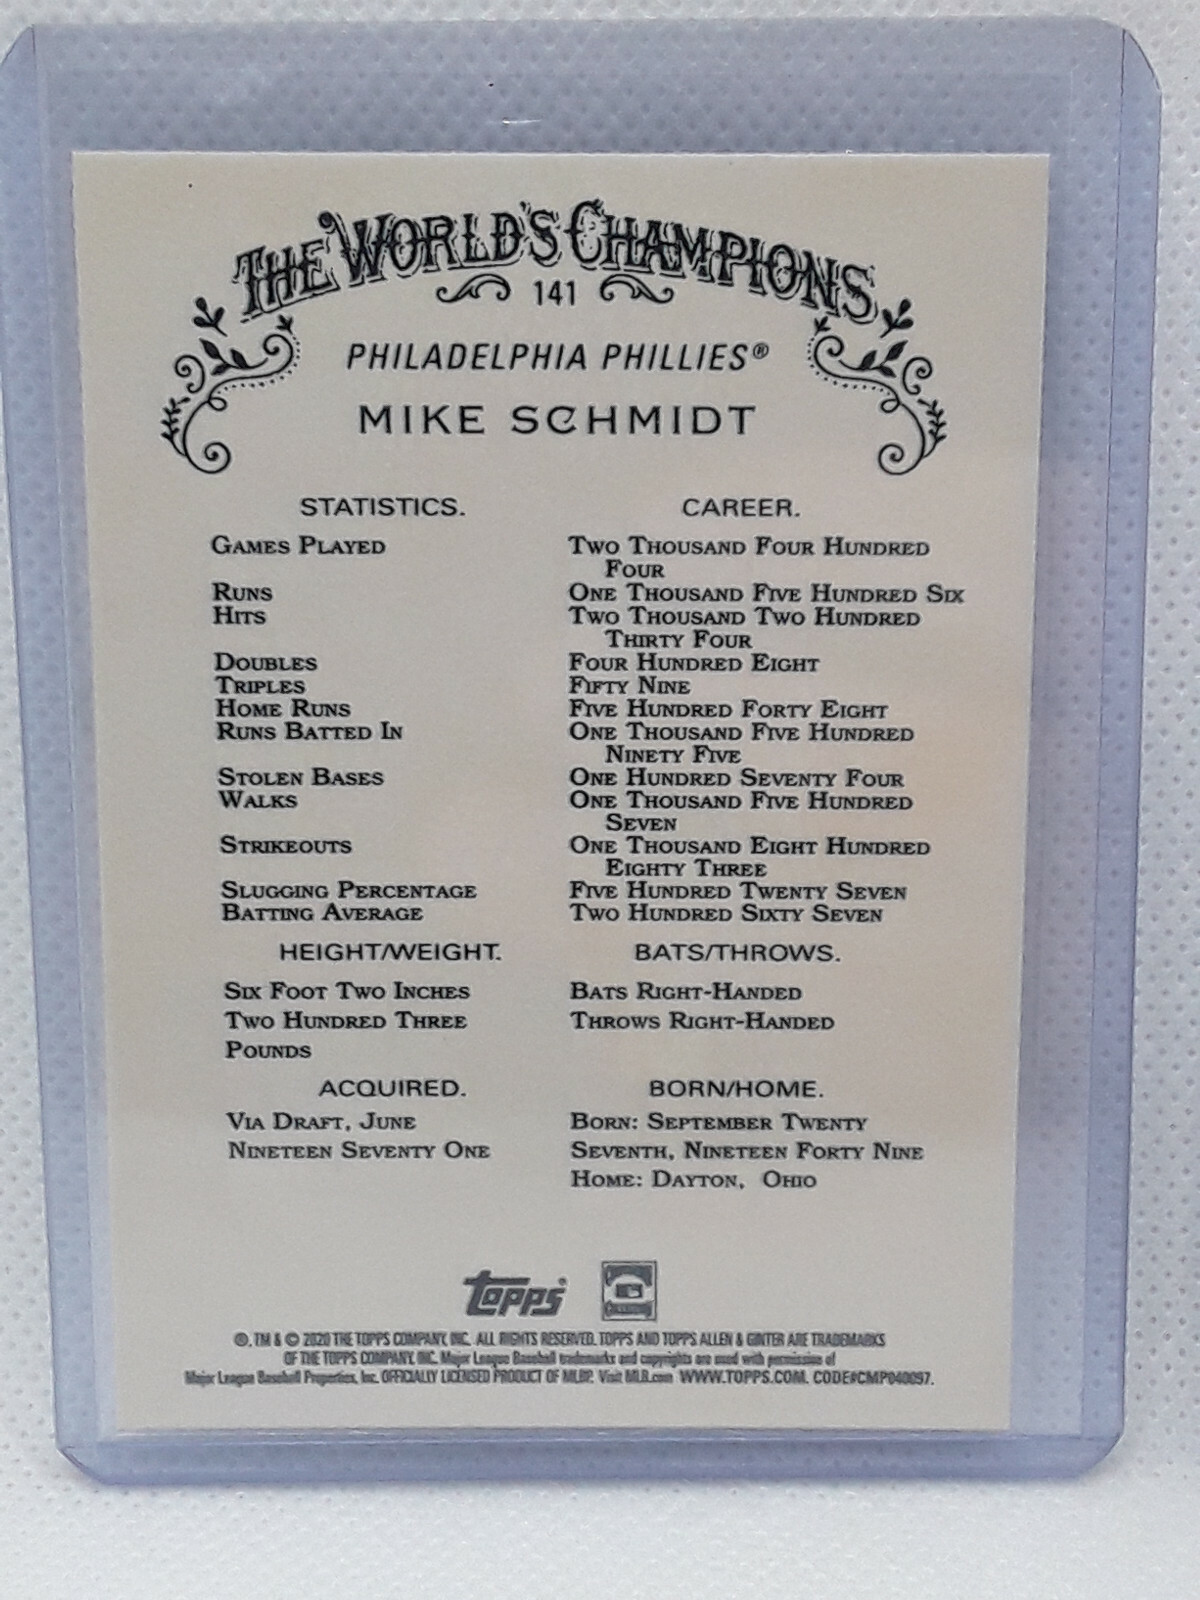 THE WORLD'S CHAMPIONS
141
PHILADELPHIA PHILLIES®
MIKE SCHMIDT
STATISTICS. CAREER.
GAMES PLAYED TWO THOUSAND FOUR HUNDRED
FOUR
RUNS ONE THOUSAND FIVE HUNDRED SIX
HITS TWO THOUSAND TWO HUNDRED
THIRTY FOUR
DOUBLES FOUR HUNDRED EIGHT
TRIPLES FIFTY NINE
HOME RUNS FIVE HUNDRED FORTY EIGHT
RUNS BATTED IN ONE THOUSAND FIVE HUNDRED
NINETY FIVE
STOLEN BASES ONE HUNDRED SEVENTY FOUR
WALKS ONE THOUSAND FIVE HUNDRED
SEVEN
STRIKEOUTS ONE THOUSAND EIGHT HUNDRED
EIGHTY THREE
SLUGGING PERCENTAGE FIVE HUNDRED TWENTY SEVEN
BATTING AVERAGE TWO HUNDRED SIXTY SEVEN
HEIGHT/WEIGHT. BATS/THROWS.
SIX FOOT TWO INCHES BATS RIGHT-HANDED
TWO HUNDRED THREE THROWS RIGHT-HANDED
POUNDS
ACQUIRED. BORN/HOME.
VIA DRAFT, JUNE BORN: SEPTEMBER TWENTY
NINETEEN SEVENTY ONE SEVENTH, NINETEEN FORTY NINE
HOME: DAYTON, OHIO
TOPPS®
®, TM & © 2020 THE TOPPS COMPANY, INC. ALL RIGHTS RESERVED. TOPPS AND TOPPS ALLEN & GINTER ARE TRADEMARKS
OF THE TOPPS COMPANY, INC. Major League Baseball trademarks and copyrights are used with permission of
Major League Baseball Properties, Inc. OFFICIALLY LICENSED PRODUCT OF MLBP. Visit MLB.com WWW.TOPPS.COM. CODE#CMP040097.